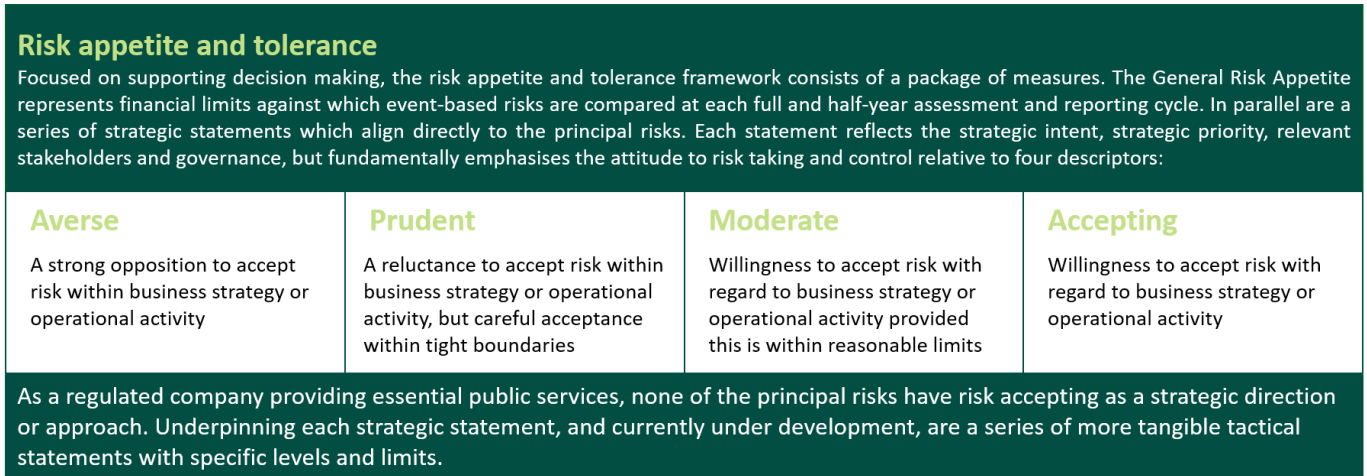 Risk appetite and tolerance
Focused on supporting decision making, the risk appetite and tolerance framework consists of a package of measures. The General Risk Appetite
represents financial limits against which event-based risks are compared at each full and half-year assessment and reporting cycle. In parallel are a
series of strategic statements which align directly to the principal risks. Each statement reflects the strategic intent, strategic priority, relevant
stakeholders and governance, but fundamentally emphasises the attitude to risk taking and control relative to four descriptors:
Averse
A strong opposition to accept
risk within business strategy or
operational activity
Prudent
A reluctance to accept risk within
business strategy or operational
activity, but careful acceptance
within tight boundaries
Moderate
Willingness to accept risk with
regard to business strategy or
operational activity provided
this is within reasonable limits
Accepting
Willingness to accept risk with
regard to business strategy or
operational activity
As a regulated company providing essential public services, none of the principal risks have risk accepting as a strategic direction
or approach. Underpinning each strategic statement, and currently under development, are a series of more tangible tactical
statements with specific levels and limits.